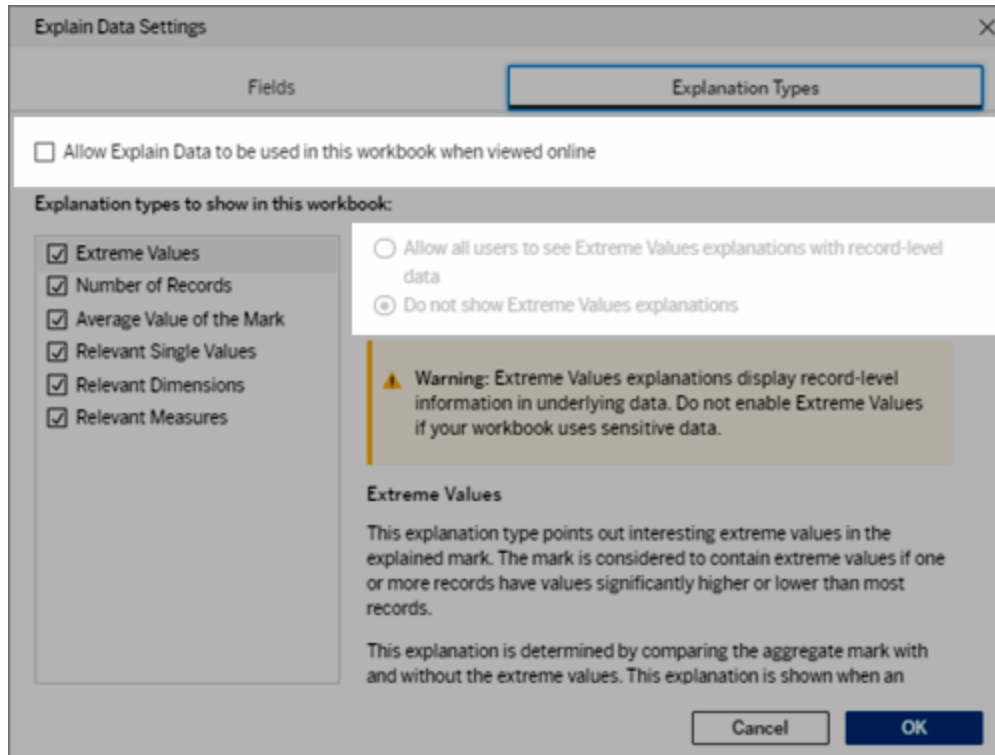 Explain Data Settings
Fields
Explanation Types
Allow Explain Data to be used in this workbook when viewed online
Explanation types to show in this workbook:
Extreme Values
Number of Records
Average Value of the Mark
Relevant Single Values
Relevant Dimensions
Relevant Measures
Allow all users to see Extreme Values explanations with record-level
data
Do not show Extreme Values explanations
Warning: Extreme Values explanations display record-level
information in underlying data. Do not enable Extreme Values
if your workbook uses sensitive data.
Extreme Values
This explanation type points out interesting extreme values in the
explained mark. The mark is considered to contain extreme values if one
or more records have values significantly higher or lower than most
records.
This explanation is determined by comparing the aggregate mark with
and without the extreme values. This explanation is shown when an
Cancel
OK